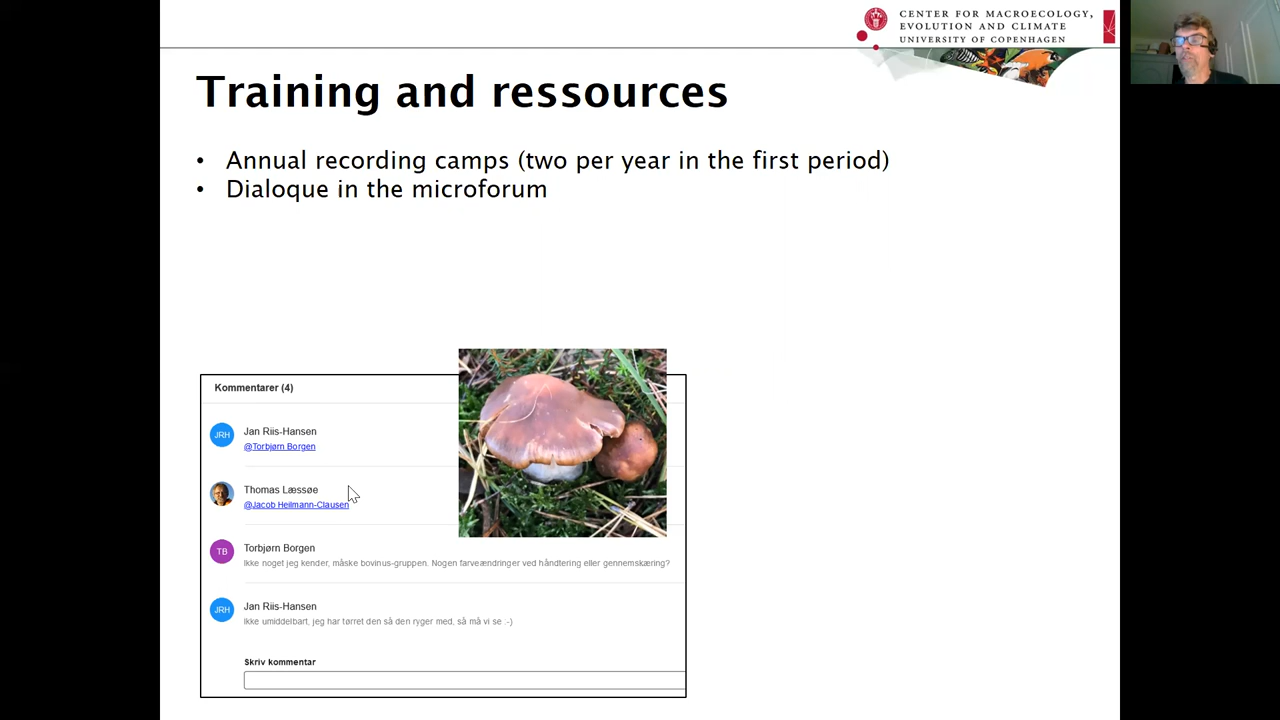 CENTER FOR MACROECOLOGY,
EVOLUTION AND CLIMATE
UNIVERSITY OF COPENHAGEN
Training and ressources
• Annual recording camps (two per year in the first period)
• Dialoque in the microforum
Kommentarer (4)
JRH
Jan Riis-Hansen
@Torbjørn Borgen
Thomas Læssøe
@Jacob Heilmann-Clausen
TB
Torbjørn Borgen
Ikke noget jeg kender, måske bovinus-gruppen. Nogen farveændringer ved håndtering eller gennemskæring?
JRH
Jan Riis-Hansen
Ikke umiddelbart, jeg har tørret den så den ryger med, så må vi se :-)
Skriv kommentar